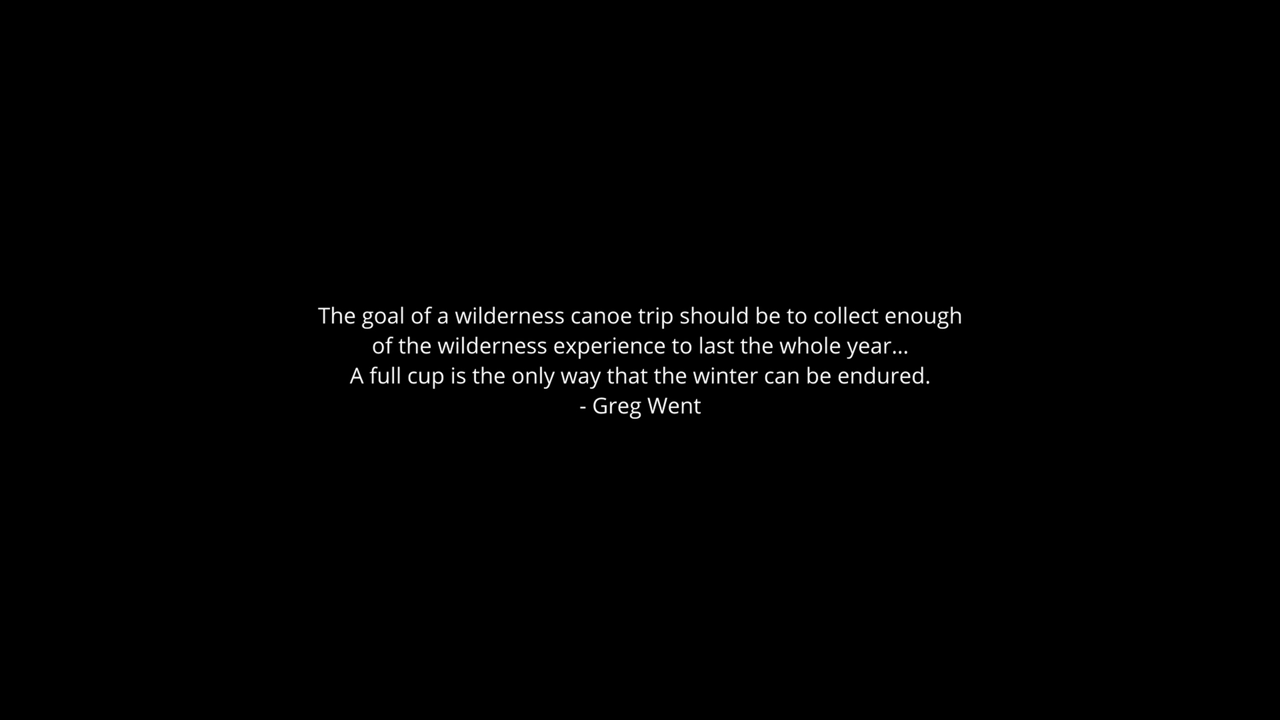 The goal of a wilderness canoe trip should be to collect enough
of the wilderness experience to last the whole year...
A full cup is the only way that the winter can be endured.
- Greg Went